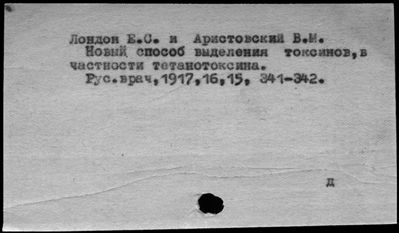 Лондон Е.С. и Аристовский В.М.
Новый способ выделения токсинов, в
частности тетанотоксина.
Рус.врач,1917,16,15, 341-342.
Д